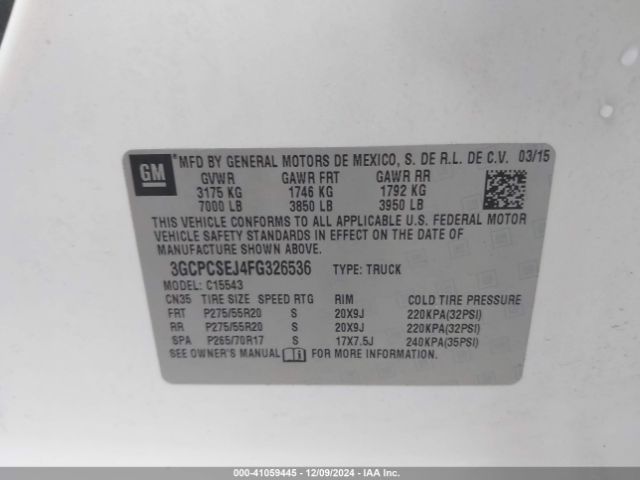 GM MFD BY GENERAL MOTORS DE MEXICO, S. DE R.L. DE C.V. 03/15
GVWR GAWR FRT GAWR RR
3175 KG 1746 KG 1792 KG
7000 LB 3850 LB 3950 LB
THIS VEHICLE CONFORMS TO ALL APPLICABLE U.S. FEDERAL MOTOR
VEHICLE SAFETY STANDARDS IN EFFECT ON THE DATE OF
MANUFACTURE SHOWN ABOVE.
3GCPCSEJ4FG326536 TYPE: TRUCK
MODEL: C15543
CN35 TIRE SIZE SPEED RTG RIM COLD TIRE PRESSURE
FRT P275/55R20 S 20X9J 220KPA(32PSI)
RR P275/55R20 S 20X9J 220KPA(32PSI)
SPA P265/70R17 S 17X7.5J 240KPA(35PSI)
SEE OWNER'S MANUAL FOR MORE INFORMATION.
000-41059445 - 12/09/2024 - IAA Inc.